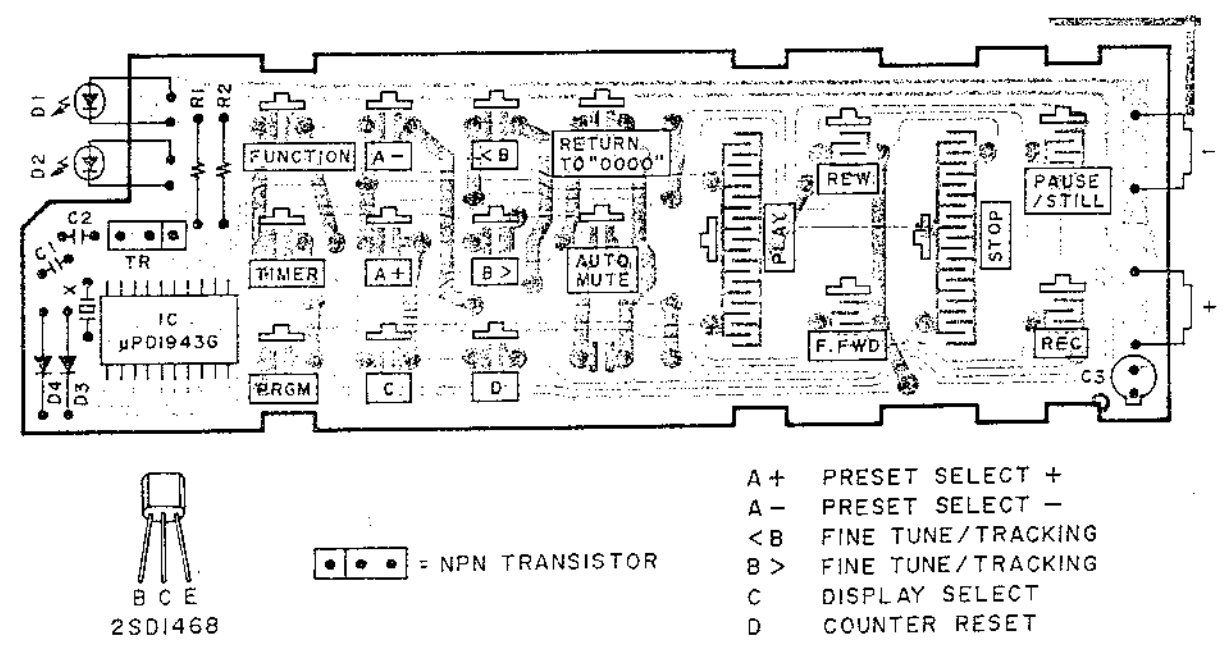 D1
R1
R2
D2
FUNCTION
A-
<B
RETURN
TO "0000"
REW
PAUSE
/STILL
-
C2
C1
TR
X
TIMER
A+
B>
AUTO
MUTE
PLAY
STOP
+
IC
μPD1943G
F.FWD
REC
D4
D3
PRGM
C
D
C3
B C E
2SD1468
= NPN TRANSISTOR
A+ PRESET SELECT +
A- PRESET SELECT -
<B FINE TUNE/TRACKING
B> FINE TUNE/TRACKING
C DISPLAY SELECT
D COUNTER RESET